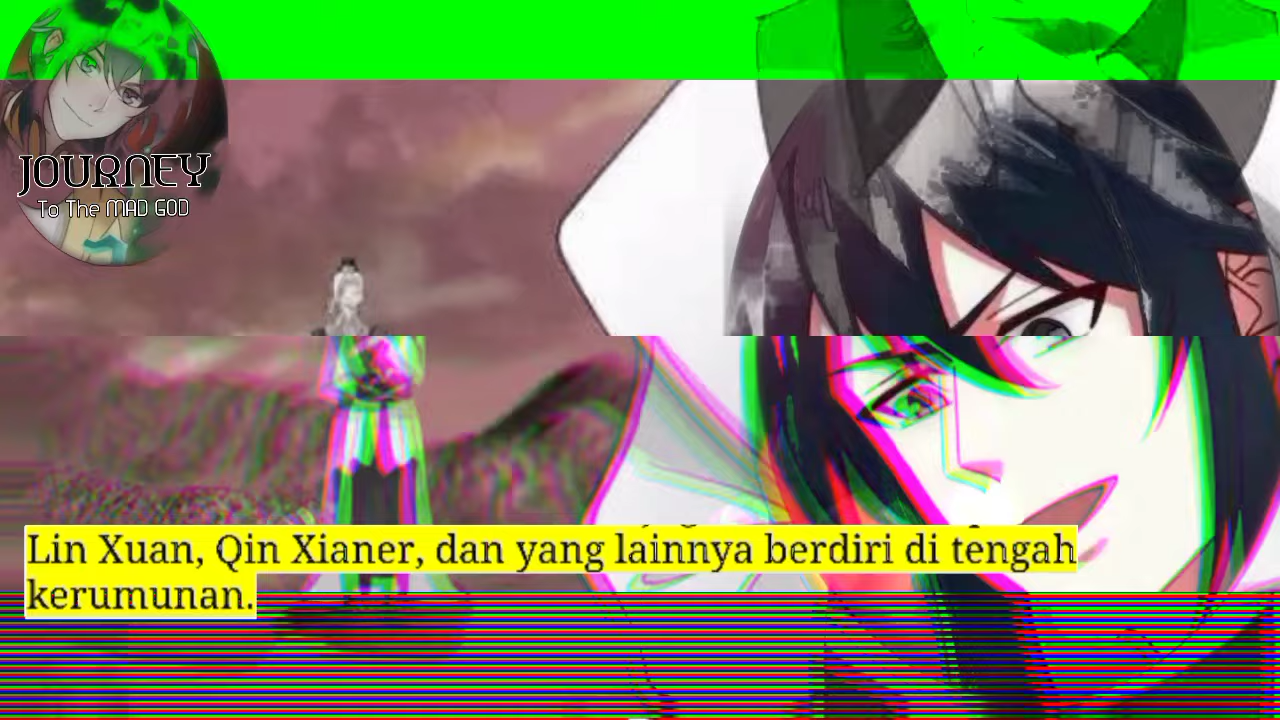 JOURNEY
To The MAD GOD
Lin Xuan, Qin Xianer, dan yang lainnya berdiri di tengah
kerumunan.